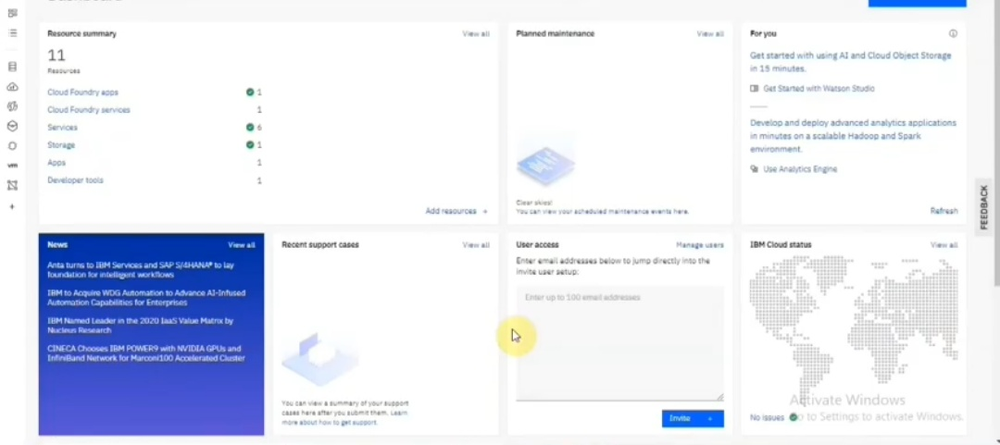 Dashboard
Resource summary
View all
11
Resources
Cloud Foundry apps
1
Cloud Foundry services
1
Services
6
Storage
1
Apps
1
Developer tools
1
Add resources
Planned maintenance
View all
Clear skies!
You can view your scheduled maintenance events here.
For you
Get started with using AI and Cloud Object Storage
in 15 minutes.
Get Started with Watson Studio
Develop and deploy advanced analytics applications
in minutes on a scalable Hadoop and Spark
environment.
Use Analytics Engine
Refresh
FEEDBACK
vm
News
View all
Anta turns to IBM Services and SAP S/4HANA® to lay
foundation for intelligent workflows
IBM to Acquire WDG Automation to Advance AI-Infused
Automation Capabilities for Enterprises
IBM Named Leader in the 2020 IaaS Value Matrix by
Nucleus Research
CINECA Chooses IBM POWER9 with NVIDIA GPUs and
InfiniBand Network for Marconi100 Accelerated Cluster
Recent support cases
View all
You can view a summary of your support
cases here after you submit them. Learn
more about how to get support.
User access
Manage users
Enter email addresses below to jump directly into the
invite user setup:
Enter up to 100 email addresses
Invite
IBM Cloud status
View all
No issues
Activate Windows
Go to Settings to activate Windows.